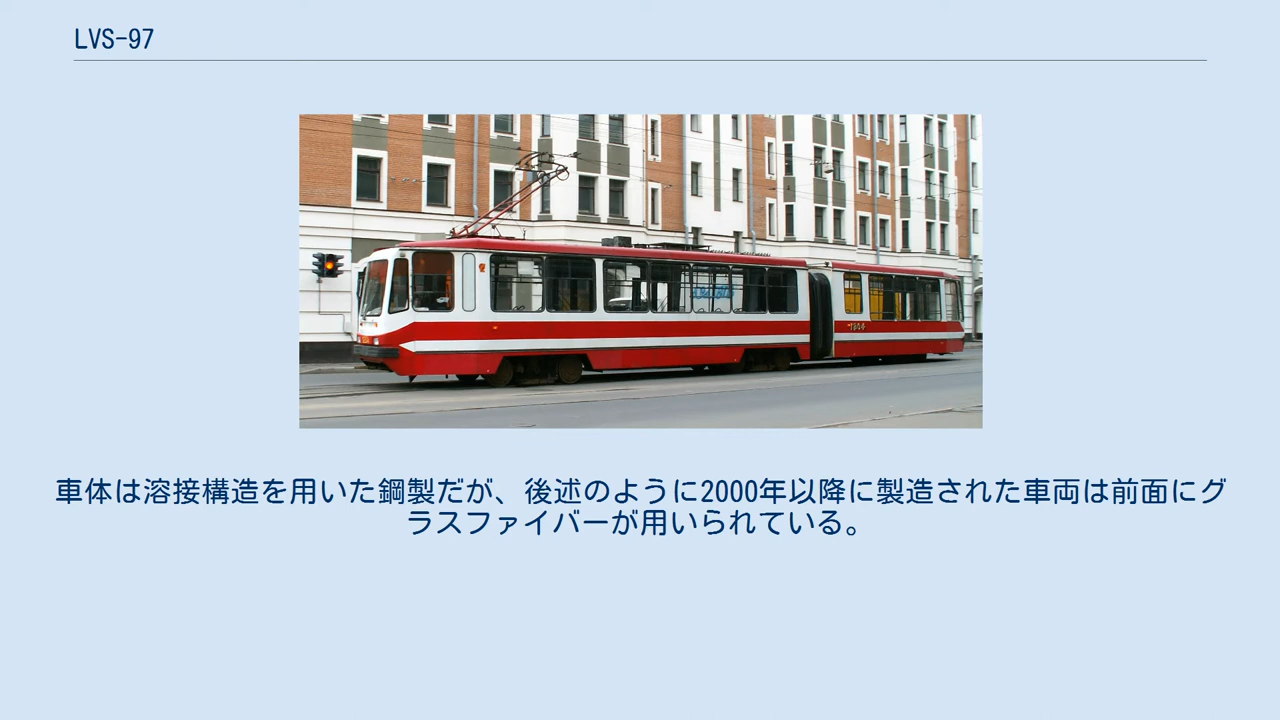 LVS-97
車体は溶接構造を用いた鋼製だが、後述のように2000年以降に製造された車両は前面にグ
ラスファイバーが用いられている。